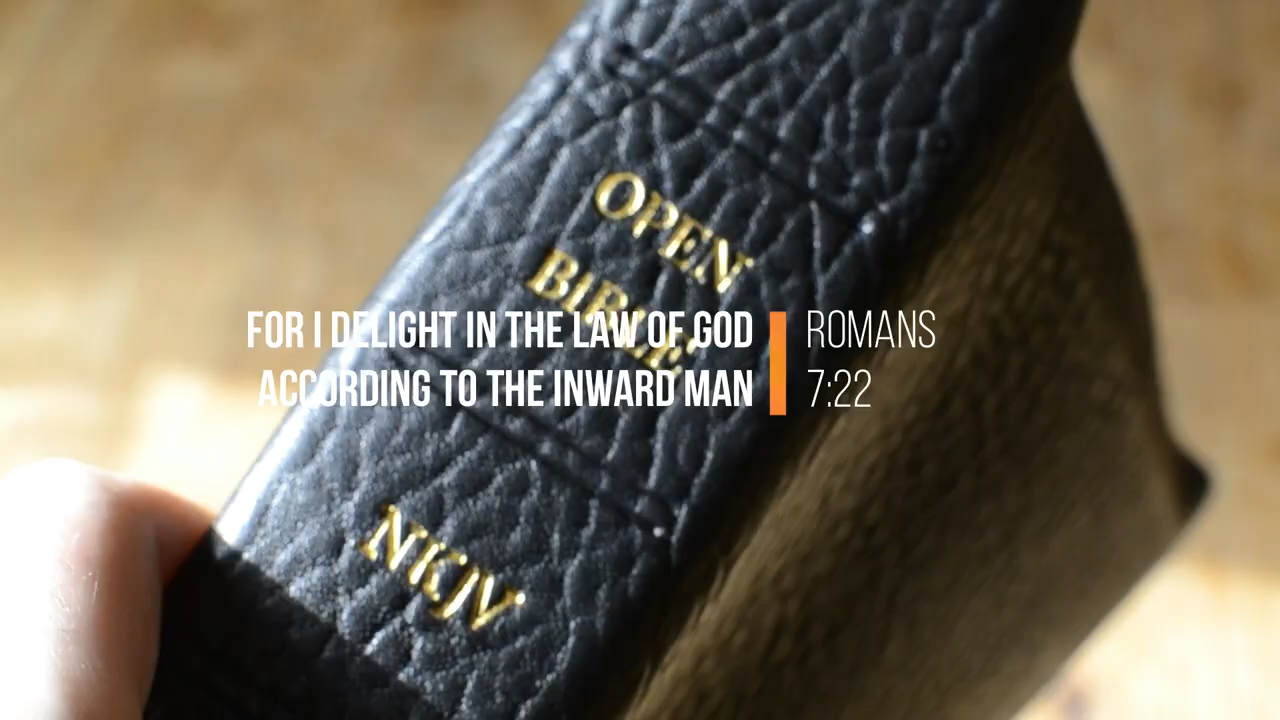 OPEN
BIBLE
FOR I DELIGHT IN THE LAW OF GOD
ACCORDING TO THE INWARD MAN
ROMANS
7:22
NKJV